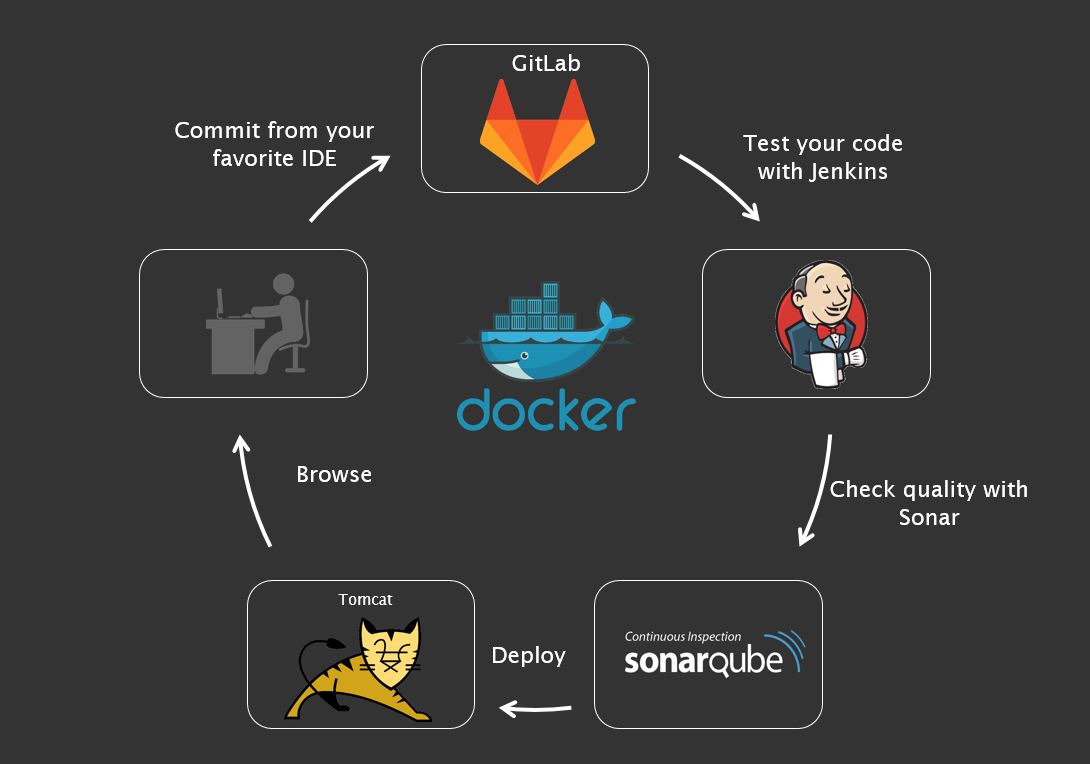 GitLab
Commit from your
favorite IDE
Test your code
with Jenkins
docker
Browse
Check quality with
Sonar
Tomcat
Deploy
Continuous Inspection
sonarqube